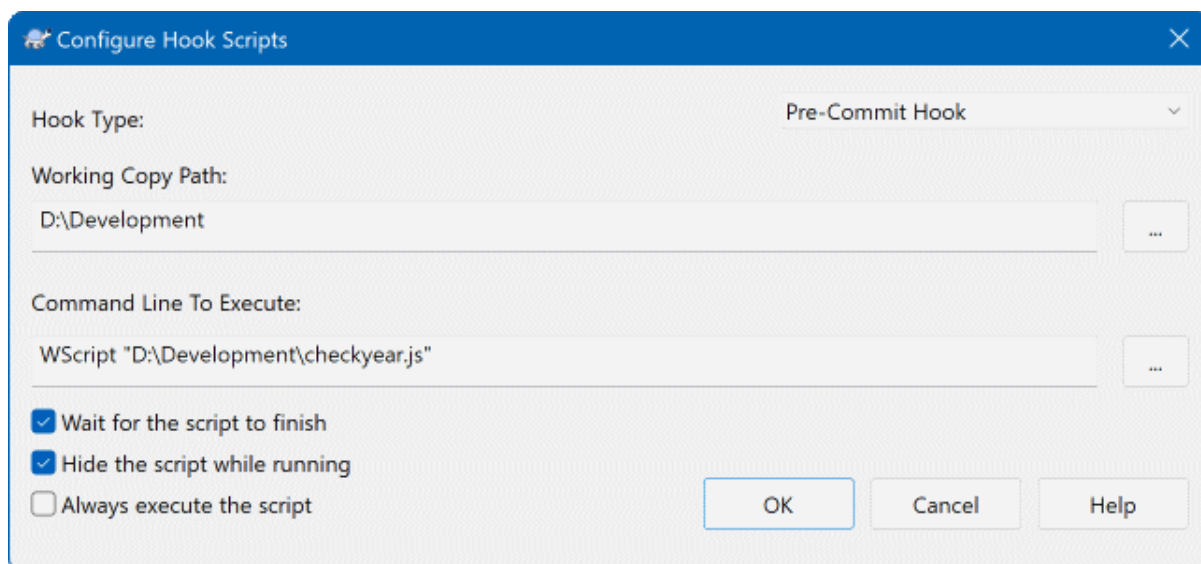 Configure Hook Scripts
Hook Type:
Pre-Commit Hook
Working Copy Path:
D:\Development
...
Command Line To Execute:
WScript "D:\Development\checkyear.js"
...
Wait for the script to finish
Hide the script while running
Always execute the script
OK
Cancel
Help